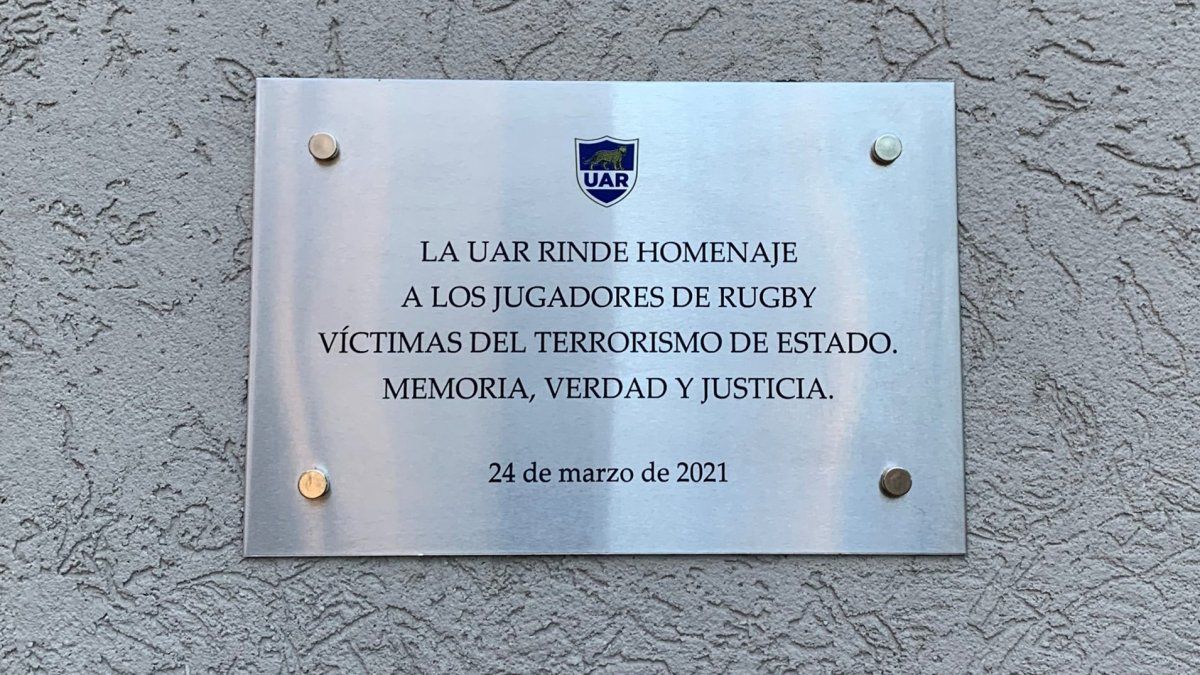 UAR
LA UAR RINDE HOMENAJE
A LOS JUGADORES DE RUGBY
VÍCTIMAS DEL TERRORISMO DE ESTADO.
MEMORIA, VERDAD Y JUSTICIA.
24 de marzo de 2021